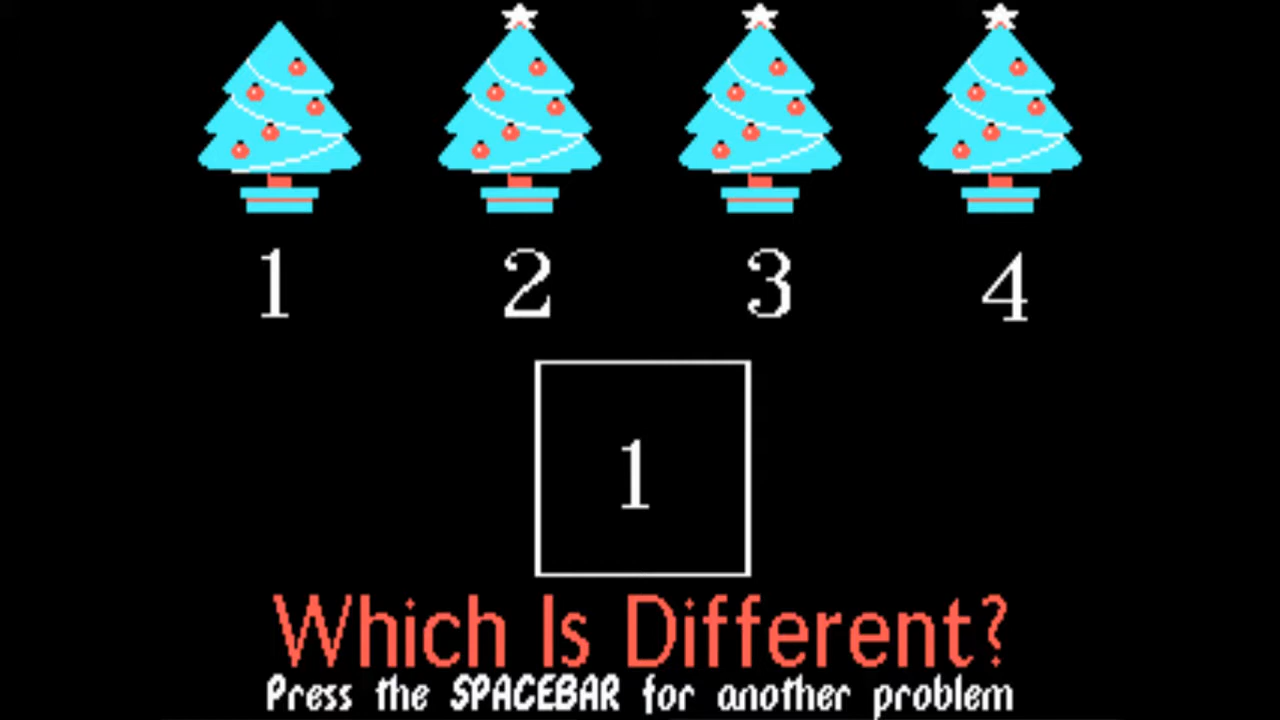 1 2 3 4
1
Which Is Different?
Press the SPACEBAR for another problem